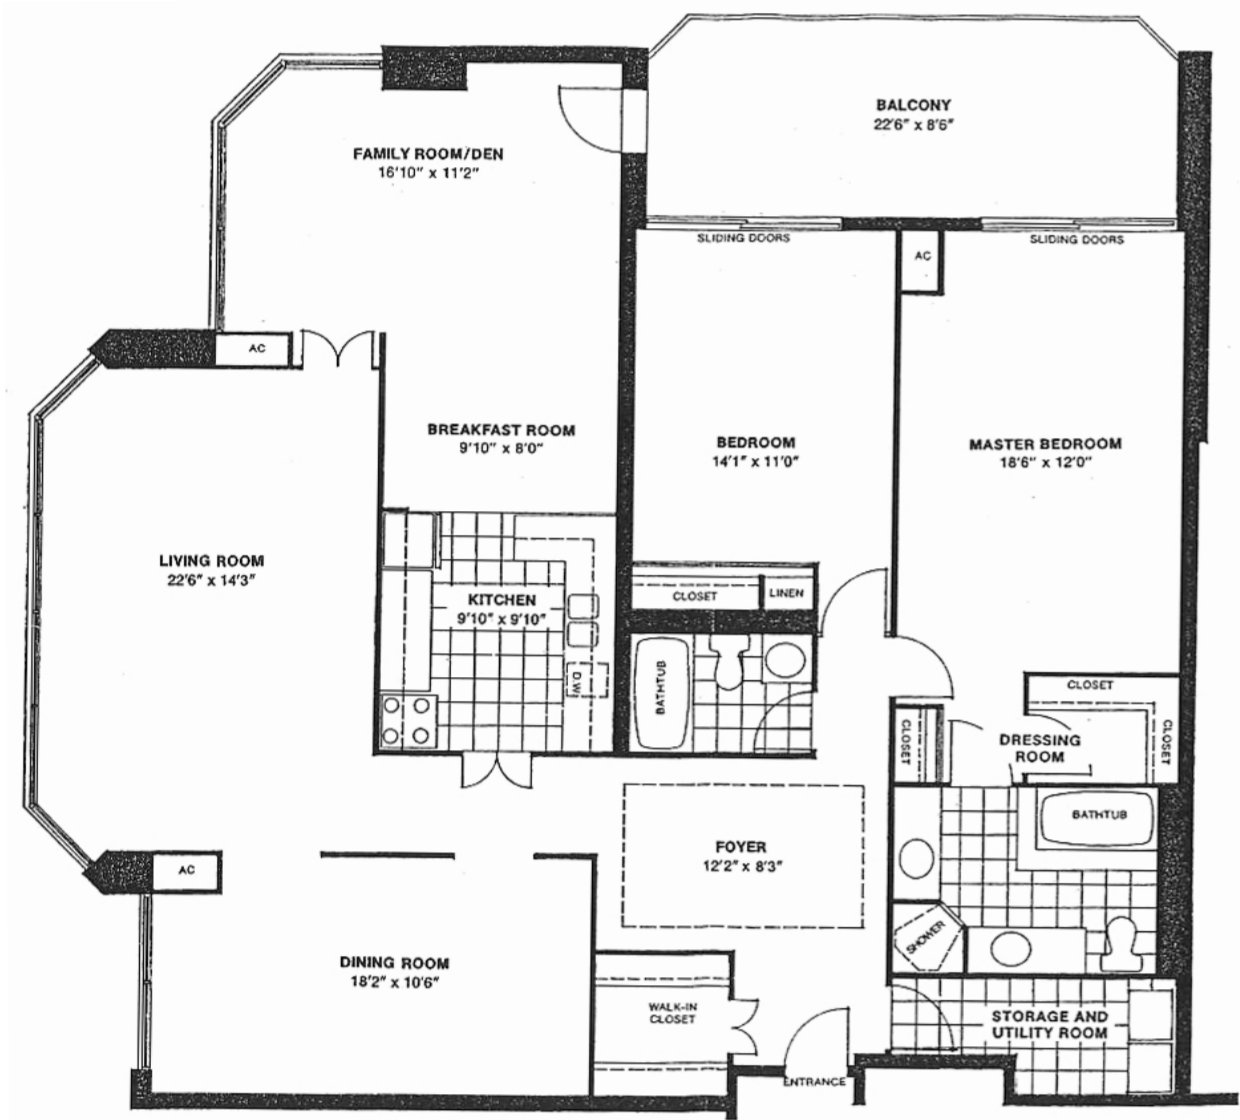 BALCONY
22'6" x 8'6"
FAMILY ROOM/DEN
16'10" x 11'2"
SLIDING DOORS
SLIDING DOORS
AC
AC
BREAKFAST ROOM
9'10" x 8'0"
BEDROOM
14'1" x 11'0"
MASTER BEDROOM
18'6" x 12'0"
LIVING ROOM
22'6" x 14'3"
KITCHEN
9'10" x 9'10"
CLOSET
LINEN
D.W
BATHTUB
CLOSET
CLOSET
CLOSET
DRESSING
ROOM
BATHTUB
FOYER
12'2" x 8'3"
AC
SHOWER
DINING ROOM
18'2" x 10'6"
WALK-IN
CLOSET
STORAGE AND
UTILITY ROOM
ENTRANCE